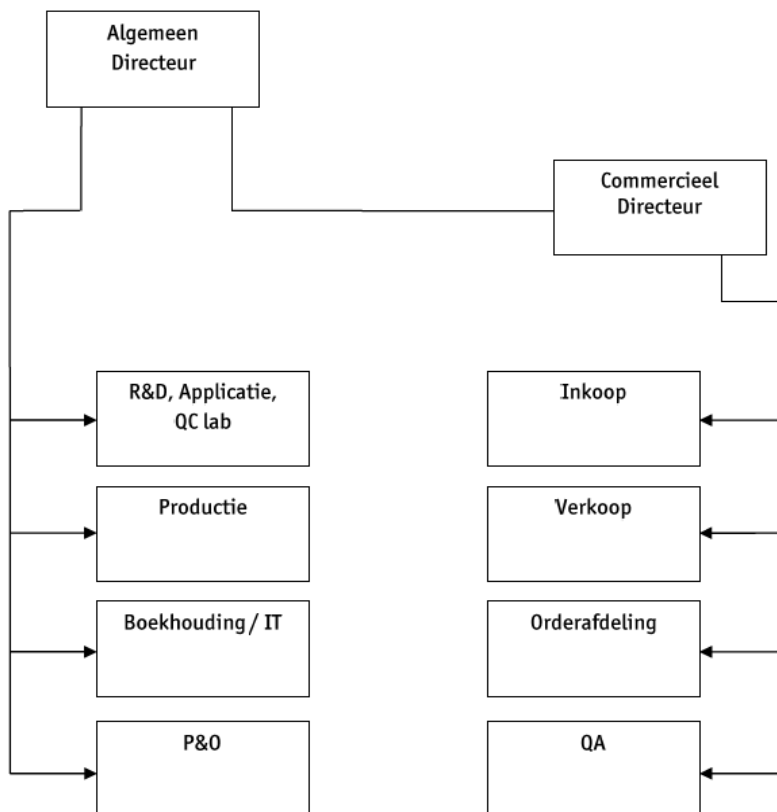 Algemeen
Directeur
Commercieel
Directeur
R&D, Applicatie,
QC lab
Inkoop
Productie
Verkoop
Boekhouding / IT
Orderafdeling
P&O
QA